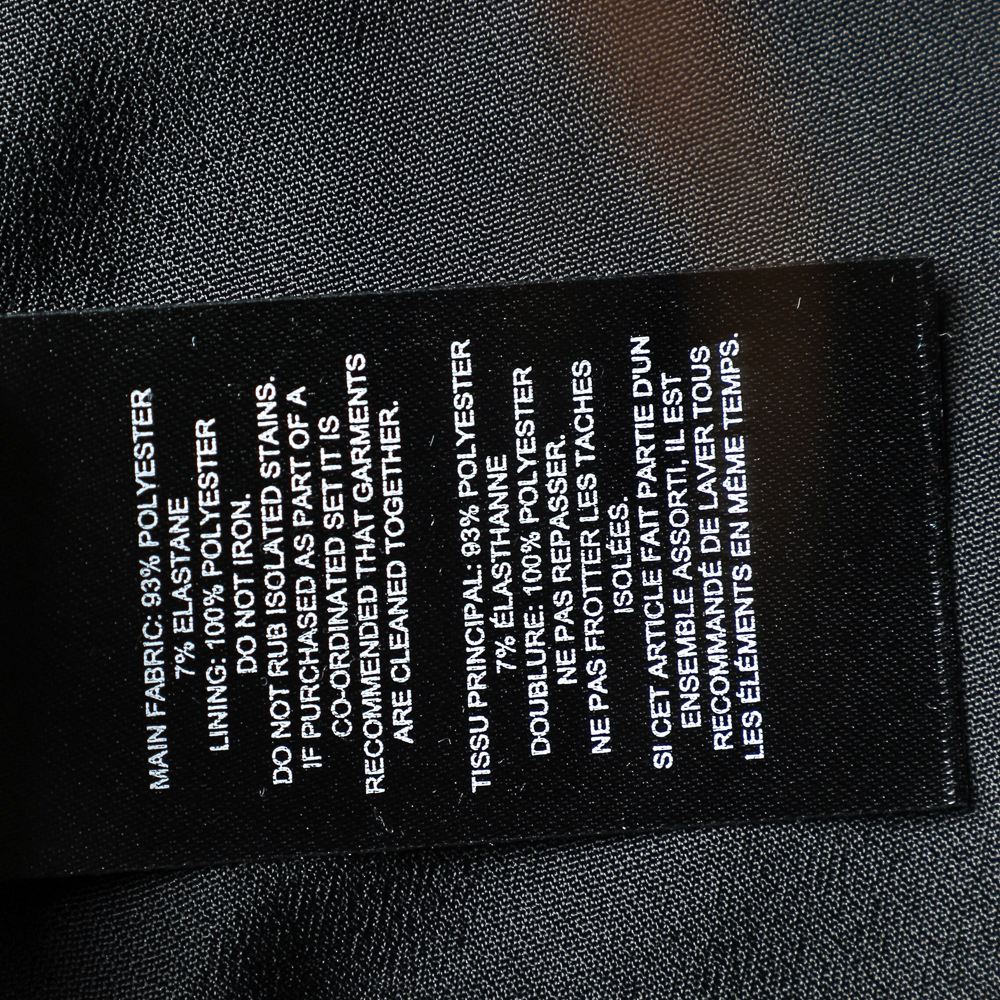 MAIN FABRIC: 93% POLYESTER
7% ELASTANE
LINING: 100% POLYESTER
DO NOT IRON.
DO NOT RUB ISOLATED STAINS.
IF PURCHASED AS PART OF A
CO-ORDINATED SET IT IS
RECOMMENDED THAT GARMENTS
ARE CLEANED TOGETHER.
TISSU PRINCIPAL: 93% POLYESTER
7% ÉLASTHANNE
DOUBLURE: 100% POLYESTER
NE PAS REPASSER.
NE PAS FROTTER LES TACHES
ISOLÉES.
SI CET ARTICLE FAIT PARTIE D'UN
ENSEMBLE ASSORTI, IL EST
RECOMMANDÉ DE LAVER TOUS
LES ÉLÉMENTS EN MÊME TEMPS.